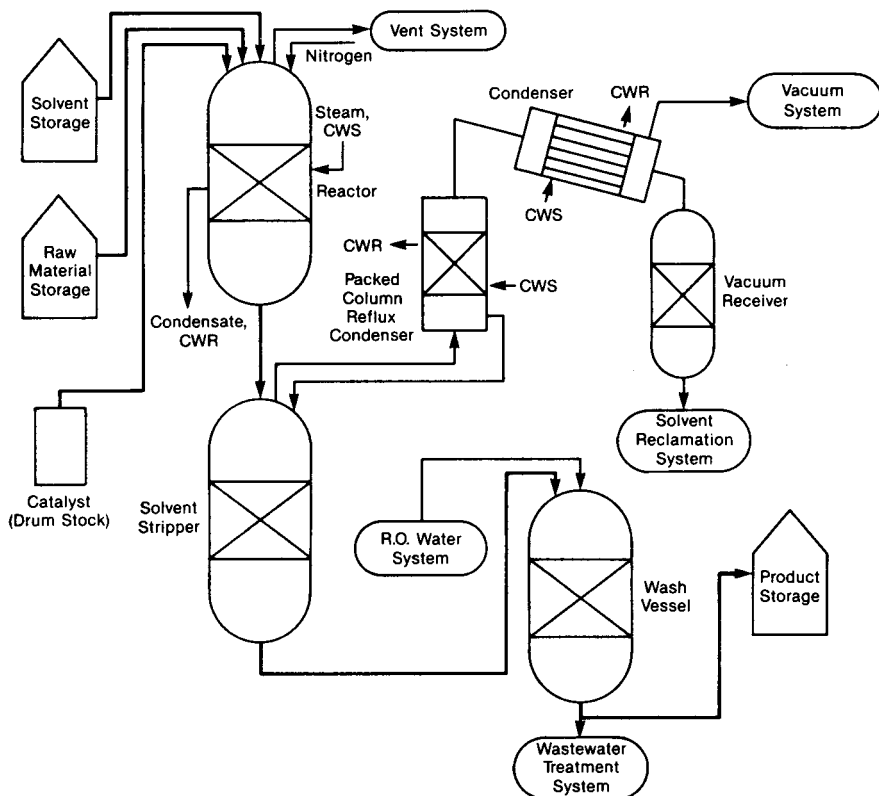 Vent System
Nitrogen
Solvent
Storage
Steam,
CWS
Reactor
Raw
Material
Storage
Condensate,
CWR
Catalyst
(Drum Stock)
Condenser
CWR
CWS
Vacuum
System
CWR
CWS
Packed
Column
Reflux
Condenser
Vacuum
Receiver
Solvent
Reclamation
System
Solvent
Stripper
R.O. Water
System
Wash
Vessel
Product
Storage
Wastewater
Treatment
System